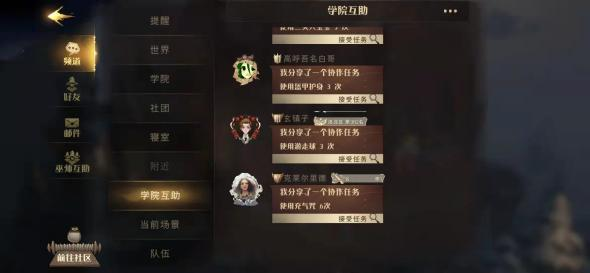 学院互助
提醒
接受任务
频道
世界
高呼吾名白哥
我分享了一个协作任务
好友
学院
使用盔甲护身 3 次
接受任务
社团
玄镇子
邮件
我分享了一个协作任务
寝室
使用游走球 3 次
接受任务
巫师互助
附近
克莱尔里德
学院互助
我分享了一个协作任务
使用充气咒 6次
当前场景
接受任务
前往社区
队伍